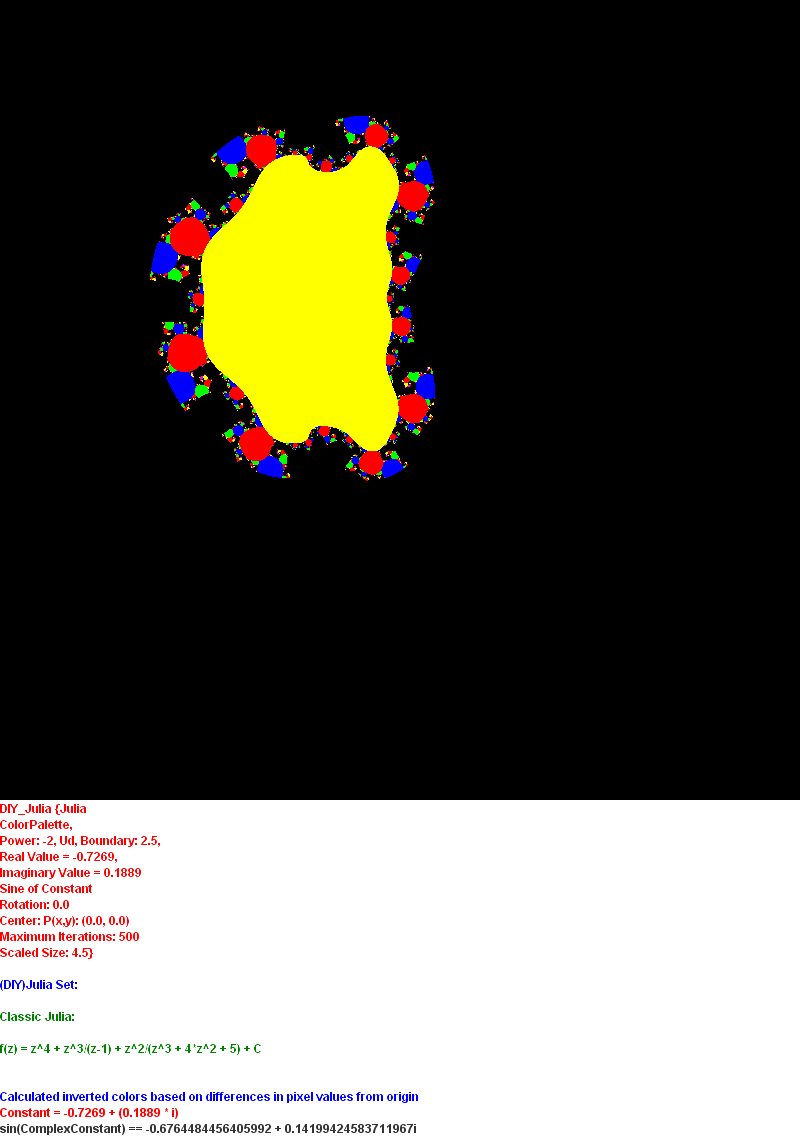 DIY_Julia {Julia
ColorPalette,
Power: -2, Ud, Boundary: 2.5,
Real Value = -0.7269,
Imaginary Value = 0.1889
Sine of Constant
Rotation: 0.0
Center: P(x,y): (0.0, 0.0)
Maximum Iterations: 500
Scaled Size: 4.5}
(DIY)Julia Set:
Classic Julia:
f(z) = z^4 + z^3/(z-1) + z^2/(z^3 + 4*z^2 + 5) + C
Calculated inverted colors based on differences in pixel values from origin
Constant = -0.7269 + (0.1889 * i)
sin(ComplexConstant) == -0.6764484456405992 + 0.14199424583711967i